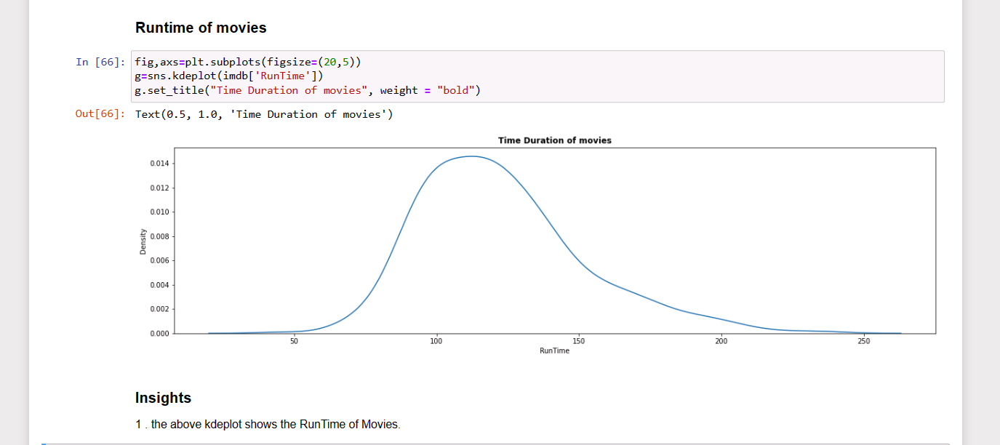 Runtime of movies
In [66]: fig,axs=plt.subplots(figsize=(20,5))
g=sns.kdeplot(imdb['RunTime'])
g.set_title("Time Duration of movies", weight = "bold")
Out[66]: Text(0.5, 1.0, 'Time Duration of movies')
Time Duration of movies
0.014
0.012
0.010
0.008
0.006
0.004
0.002
0.000
Density
50 100 150 200 250
RunTime
Insights
1 . the above kdeplot shows the RunTime of Movies.